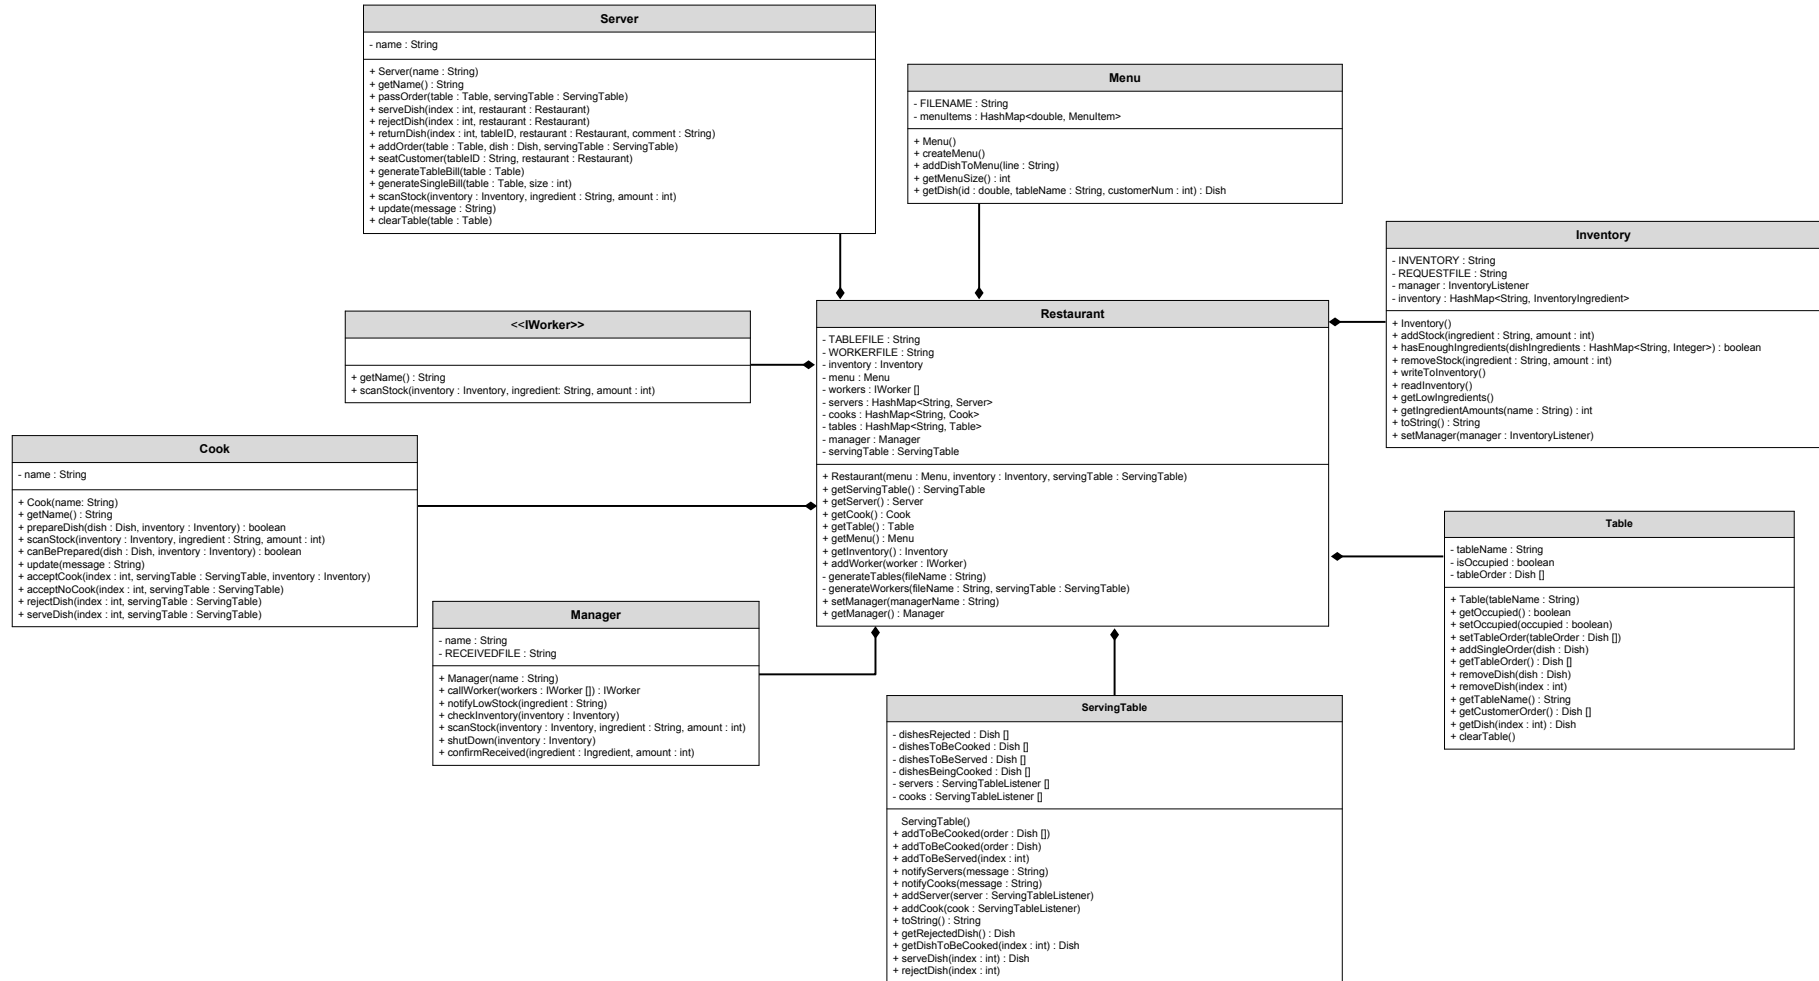 Server
- name : String
+ Server(name : String)
+ getName() : String
+ passOrder(table : Table, servingTable : ServingTable)
+ serveDish(index : int, restaurant : Restaurant)
+ rejectDish(index : int, restaurant : Restaurant)
+ returnDish(index : int, tableID, restaurant : Restaurant, comment : String)
+ addOrder(table : Table, dish : Dish, servingTable : ServingTable)
+ seatCustomer(tableID : String, restaurant : Restaurant)
+ generateTableBill(table : Table)
+ generateSingleBill(table : Table, size : int)
+ scanStock(inventory : Inventory, ingredient : String, amount : int)
+ update(message : String)
+ clearTable(table : Table)
Menu
- FILENAME : String
- menuItems : HashMap<double, MenuItem>
+ Menu()
+ createMenu()
+ addDishToMenu(line : String)
+ getMenuSize() : int
+ getDish(id : double, tableName : String, customerNum : int) : Dish
Inventory
- INVENTORY : String
- REQUESTFILE : String
- manager : InventoryListener
- inventory : HashMap<String, InventoryIngredient>
+ Inventory()
+ addStock(ingredient : String, amount : int)
+ hasEnoughIngredients(dishIngredients : HashMap<String, Integer>) : boolean
+ removeStock(ingredient : String, amount : int)
+ writeToInventory()
+ readInventory()
+ getLowIngredients()
+ getIngredientAmounts(name : String) : int
+ toString() : String
+ setManager(manager : InventoryListener)
<<IWorker>>
+ getName() : String
+ scanStock(inventory : Inventory, ingredient: String, amount : int)
Restaurant
- TABLEFILE : String
- WORKERFILE : String
- inventory : Inventory
- menu : Menu
- workers : IWorker []
- servers : HashMap<String, Server>
- cooks : HashMap<String, Cook>
- tables : HashMap<String, Table>
- manager : Manager
- servingTable : ServingTable
+ Restaurant(menu : Menu, inventory : Inventory, servingTable : ServingTable)
+ getServingTable() : ServingTable
+ getServer() : Server
+ getCook() : Cook
+ getTable() : Table
+ getMenu() : Menu
+ getInventory() : Inventory
+ addWorker(worker : IWorker)
- generateTables(fileName : String)
- generateWorkers(fileName : String, servingTable : ServingTable)
+ setManager(managerName : String)
+ getManager() : Manager
Cook
- name : String
+ Cook(name: String)
+ getName() : String
+ prepareDish(dish : Dish, inventory : Inventory) : boolean
+ scanStock(inventory : Inventory, ingredient : String, amount : int)
+ canBePrepared(dish : Dish, inventory : Inventory) : boolean
+ update(message : String)
+ acceptCook(index : int, servingTable : ServingTable, inventory : Inventory)
+ acceptNoCook(index : int, servingTable : ServingTable)
+ rejectDish(index : int, servingTable : ServingTable)
+ serveDish(index : int, servingTable : ServingTable)
Table
- tableName : String
- isOccupied : boolean
- tableOrder : Dish []
+ Table(tableName : String)
+ getOccupied() : boolean
+ setOccupied(occupied : boolean)
+ setTableOrder(tableOrder : Dish [])
+ addSingleOrder(dish : Dish)
+ getTableOrder() : Dish []
+ removeDish(dish : Dish)
+ removeDish(index : int)
+ getTableName() : String
+ getCustomerOrder() : Dish []
+ getDish(index : int) : Dish
+ clearTable()
Manager
- name : String
- RECEIVEDFILE : String
+ Manager(name : String)
+ callWorker(workers : IWorker []) : IWorker
+ notifyLowStock(ingredient : String)
+ checkInventory(inventory : Inventory)
+ scanStock(inventory : Inventory, ingredient : String, amount : int)
+ shutDown(inventory : Inventory)
+ confirmReceived(ingredient : Ingredient, amount : int)
ServingTable
- dishesRejected : Dish []
- dishesToBeCooked : Dish []
- dishesToBeServed : Dish []
- dishesBeingCooked : Dish []
- servers : ServingTableListener []
- cooks : ServingTableListener []
ServingTable()
+ addToBeCooked(order : Dish [])
+ addToBeCooked(order : Dish)
+ addToBeServed(index : int)
+ notifyServers(message : String)
+ notifyCooks(message : String)
+ addServer(server : ServingTableListener)
+ addCook(cook : ServingTableListener)
+ toString() : String
+ getRejectedDish() : Dish
+ getDishToBeCooked(index : int) : Dish
+ serveDish(index : int) : Dish
+ rejectDish(index : int)